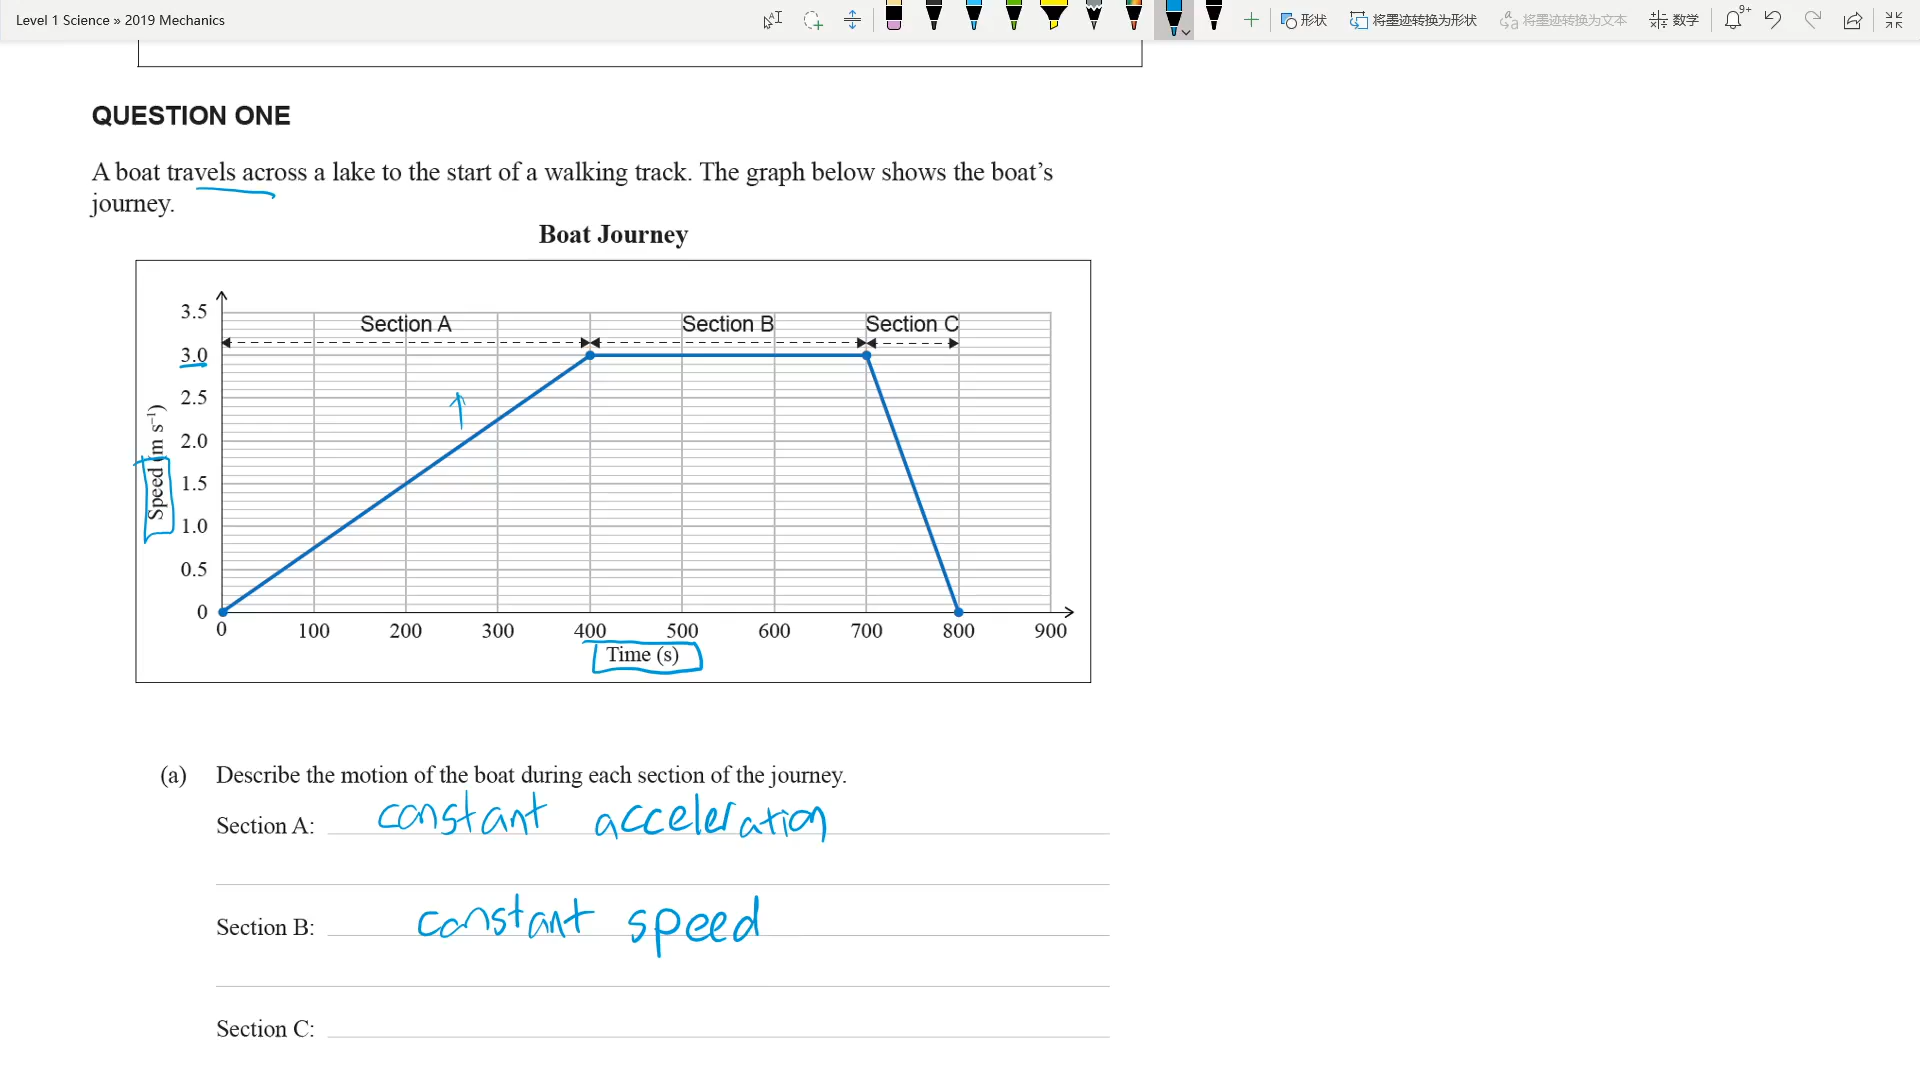 Level 1 Science » 2019 Mechanics
形状 将墨迹转换为形状 将墨迹转换为文本 数学 9+
QUESTION ONE
A boat travels across a lake to the start of a walking track. The graph below shows the boat’s
journey.
Boat Journey
Section A Section B Section C
3.5
3.0
2.5
2.0
1.5
1.0
0.5
0
Speed (m s⁻¹)
0 100 200 300 400 500 600 700 800 900
Time (s)
(a) Describe the motion of the boat during each section of the journey.
Section A: constant acceleration
Section B: constant speed
Section C: